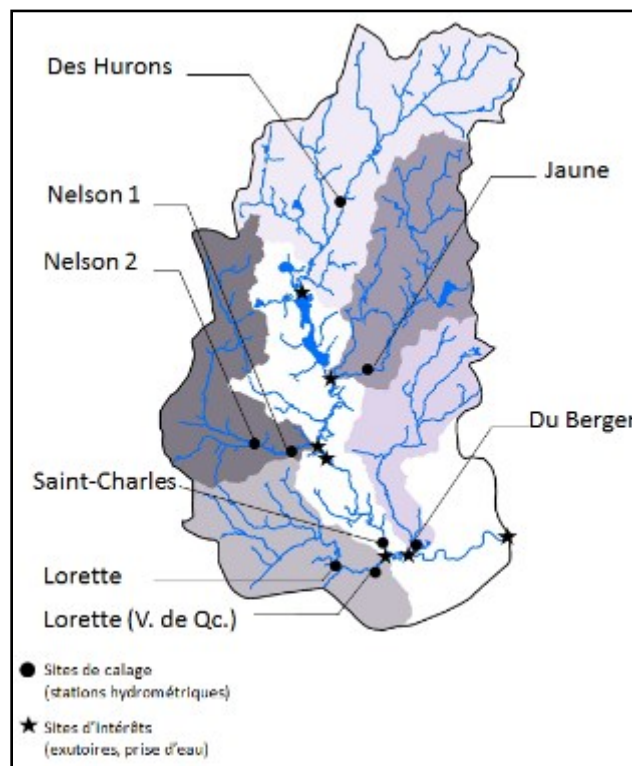 Des Hurons
Jaune
Nelson 1
Nelson 2
Du Berger
Saint-Charles
Lorette
Lorette (V. de Qc.)
Sites de calage
(stations hydrométriques)
Sites d'intérêts
(exutoires, prise d'eau)